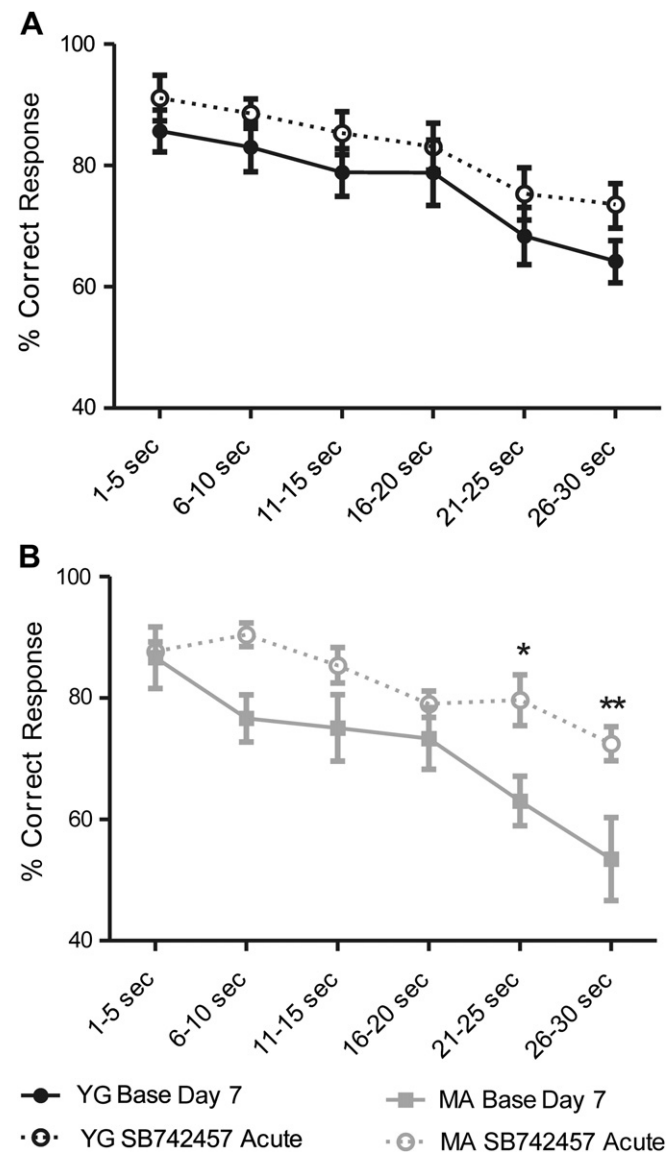 A
100
80
60
40
% Correct Response
1-5 sec
6-10 sec
11-15 sec
16-20 sec
21-25 sec
26-30 sec
B
100
80
60
40
% Correct Response
*
**
1-5 sec
6-10 sec
11-15 sec
16-20 sec
21-25 sec
26-30 sec
YG Base Day 7
MA Base Day 7
YG SB742457 Acute
MA SB742457 Acute